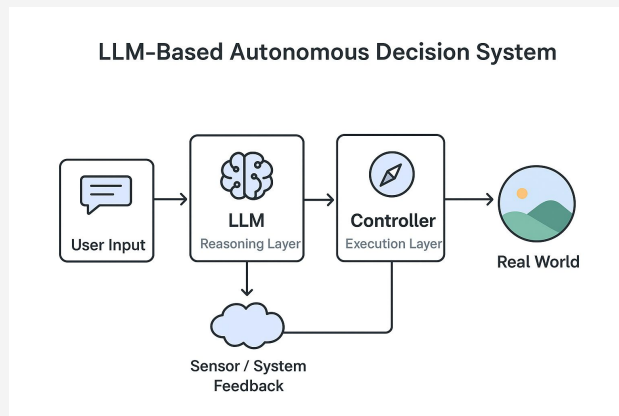 LLM-Based Autonomous Decision System
User Input
LLM
Reasoning Layer
Controller
Execution Layer
Real World
Sensor / System
Feedback